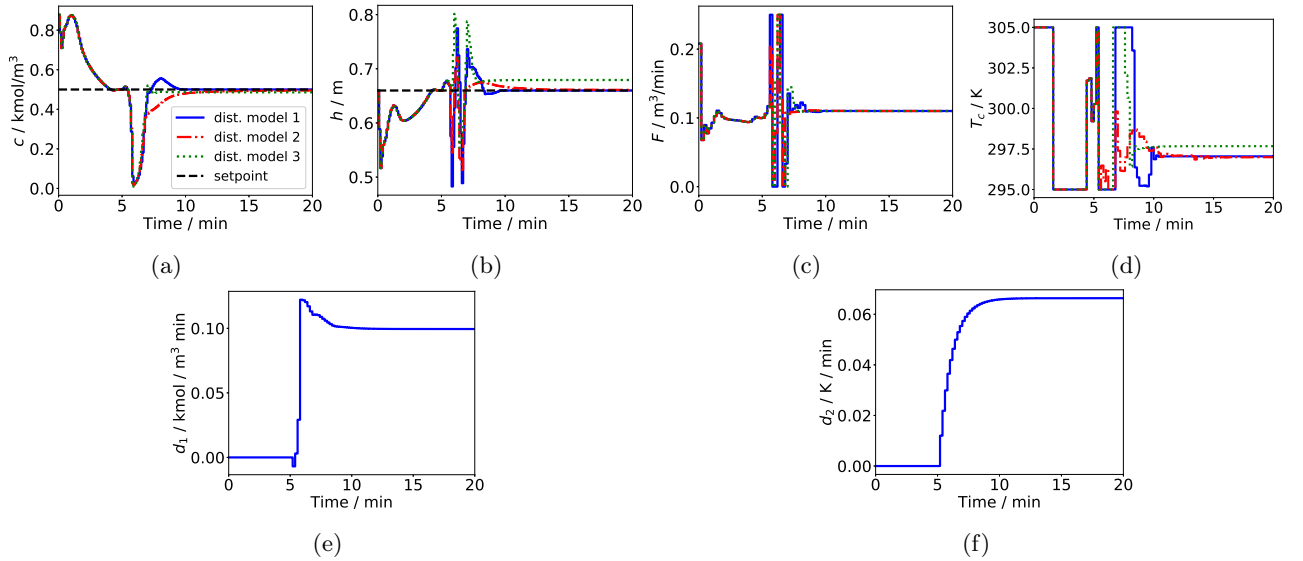 0.8
0.6
0.4
0.2
0.0
c / kmol/m³
0 5 10 15 20
Time / min
dist. model 1
dist. model 2
dist. model 3
setpoint
(a)
0.8
0.7
0.6
0.5
h / m
0 5 10 15 20
Time / min
(b)
0.2
0.1
0.0
F / m³/min
0 5 10 15 20
Time / min
(c)
305.0
302.5
300.0
297.5
295.0
T_c / K
0 5 10 15 20
Time / min
(d)
0.10
0.05
0.00
d₁ / kmol / m³ min
0 5 10 15 20
Time / min
(e)
0.06
0.04
0.02
0.00
d₂ / K / min
0 5 10 15 20
Time / min
(f)